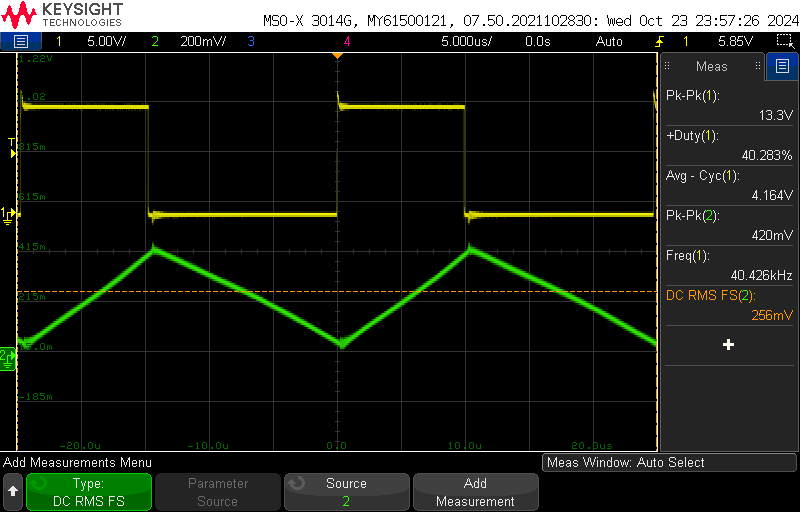 KEYSIGHT
TECHNOLOGIES
MSO-X 3014G, MY61500121, 07.50.2021102830: Wed Oct 23 23:57:26 2024
1 5.00V/ 2 200mV/ 3 4 5.000us/ 0.0s Auto 1 5.85V
1.22V
1.02
815m
615m
415m
215m
-185m
-20.0u -10.0u 0.0 10.0u 20.0us
T
1
2
Meas
Pk-Pk(1):
13.3V
+Duty(1):
40.283%
Avg - Cyc(1):
4.164V
Pk-Pk(2):
420mV
Freq(1):
40.426kHz
DC RMS FS(2):
256mV
Add Measurements Menu
Meas Window: Auto Select
Type:
DC RMS FS
Parameter
Source
Source
2
Add
Measurement